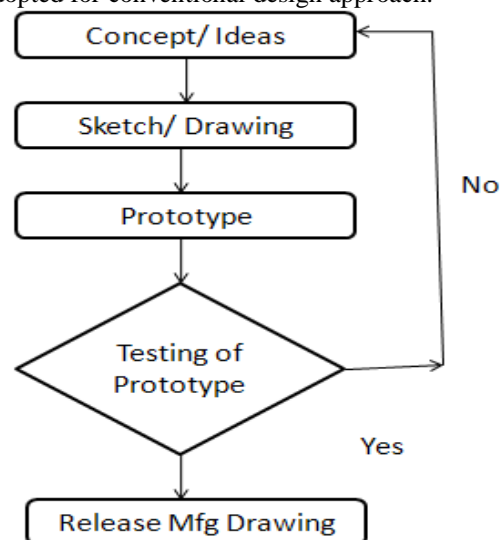 opted for conventional design approach.
Concept/ Ideas
Sketch/ Drawing
No
Prototype
Testing of
Prototype
Yes
Release Mfg Drawing